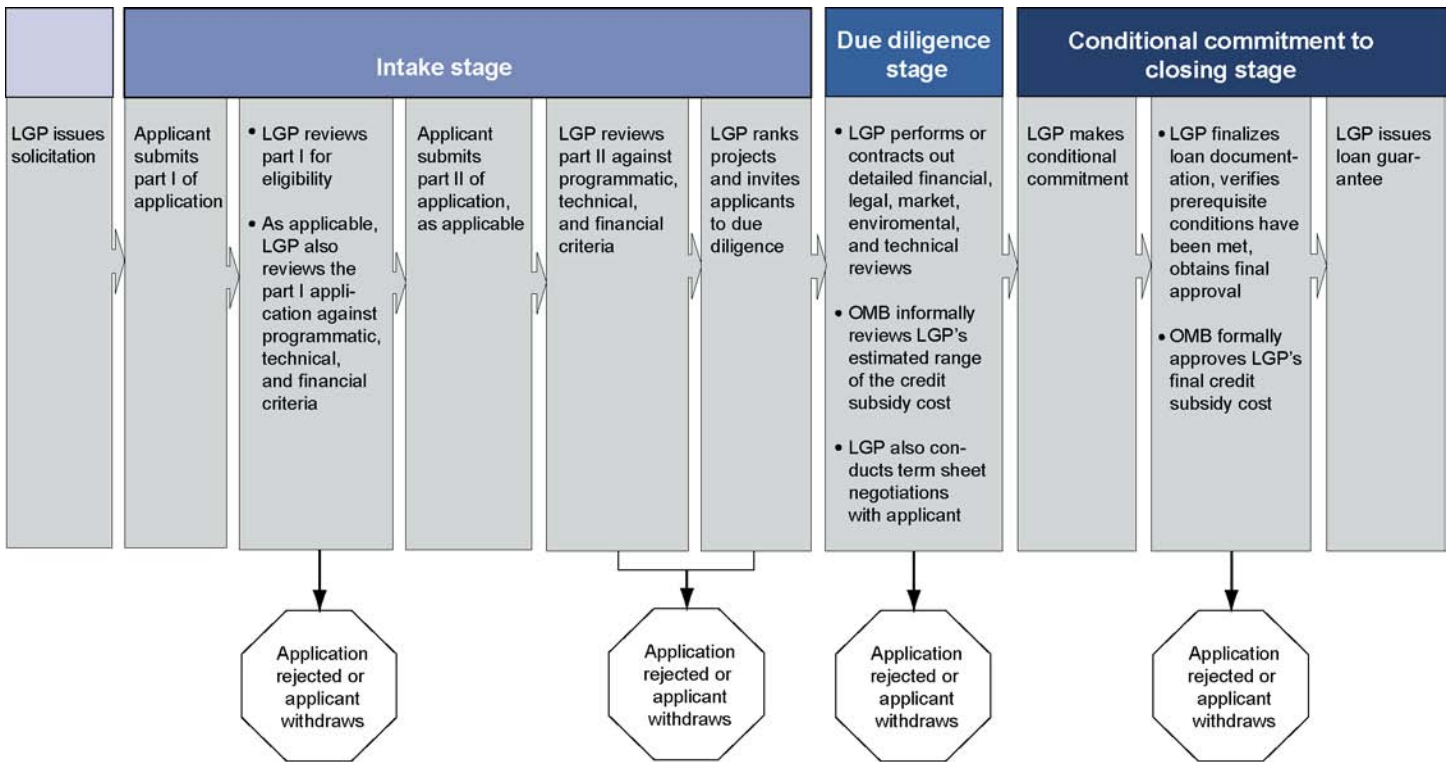 Intake stage
Due diligence
stage
Conditional commitment to
closing stage
LGP issues
solicitation
Applicant
submits
part I of
application
• LGP reviews
part I for
eligibility
• As applicable,
LGP also
reviews the
part I appli-
cation against
programmatic,
technical,
and financial
criteria
Applicant
submits
part II of
application,
as applicable
LGP reviews
part II against
programmatic,
technical,
and financial
criteria
LGP ranks
projects
and invites
applicants
to due
diligence
• LGP performs or
contracts out
detailed financial,
legal, market,
enviromental,
and technical
reviews
• OMB informally
reviews LGP's
estimated range
of the credit
subsidy cost
• LGP also con-
ducts term sheet
negotiations
with applicant
LGP makes
conditional
commitment
• LGP finalizes
loan document-
ation, verifies
prerequisite
conditions have
been met,
obtains final
approval
• OMB formally
approves LGP's
final credit
subsidy cost
LGP issues
loan guar-
antee
Application
rejected or
applicant
withdraws
Application
rejected or
applicant
withdraws
Application
rejected or
applicant
withdraws
Application
rejected or
applicant
withdraws